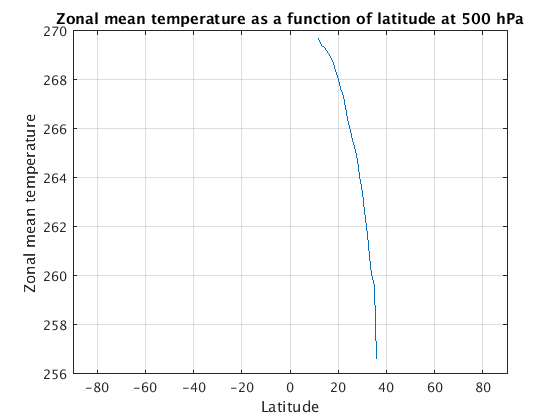 Zonal mean temperature as a function of latitude at 500 hPa
270
268
266
264
262
260
258
256
Zonal mean temperature
-80 -60 -40 -20 0 20 40 60 80
Latitude